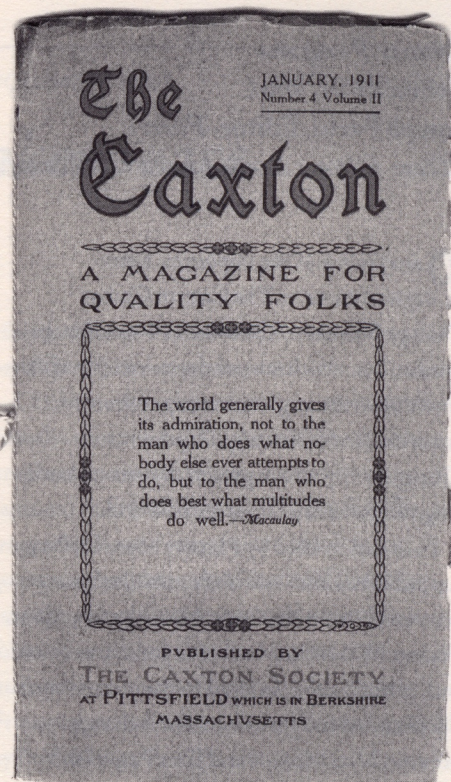 The
JANUARY, 1911
Number 4 Volume II
Caxton
A MAGAZINE FOR
QVALITY FOLKS
The world generally gives
its admiration, not to the
man who does what no-
body else ever attempts to
do, but to the man who
does best what multitudes
do well.—Macaulay
PVBLISHED BY
THE CAXTON SOCIETY
AT PITTSFIELD WHICH IS IN BERKSHIRE
MASSACHVSETTS